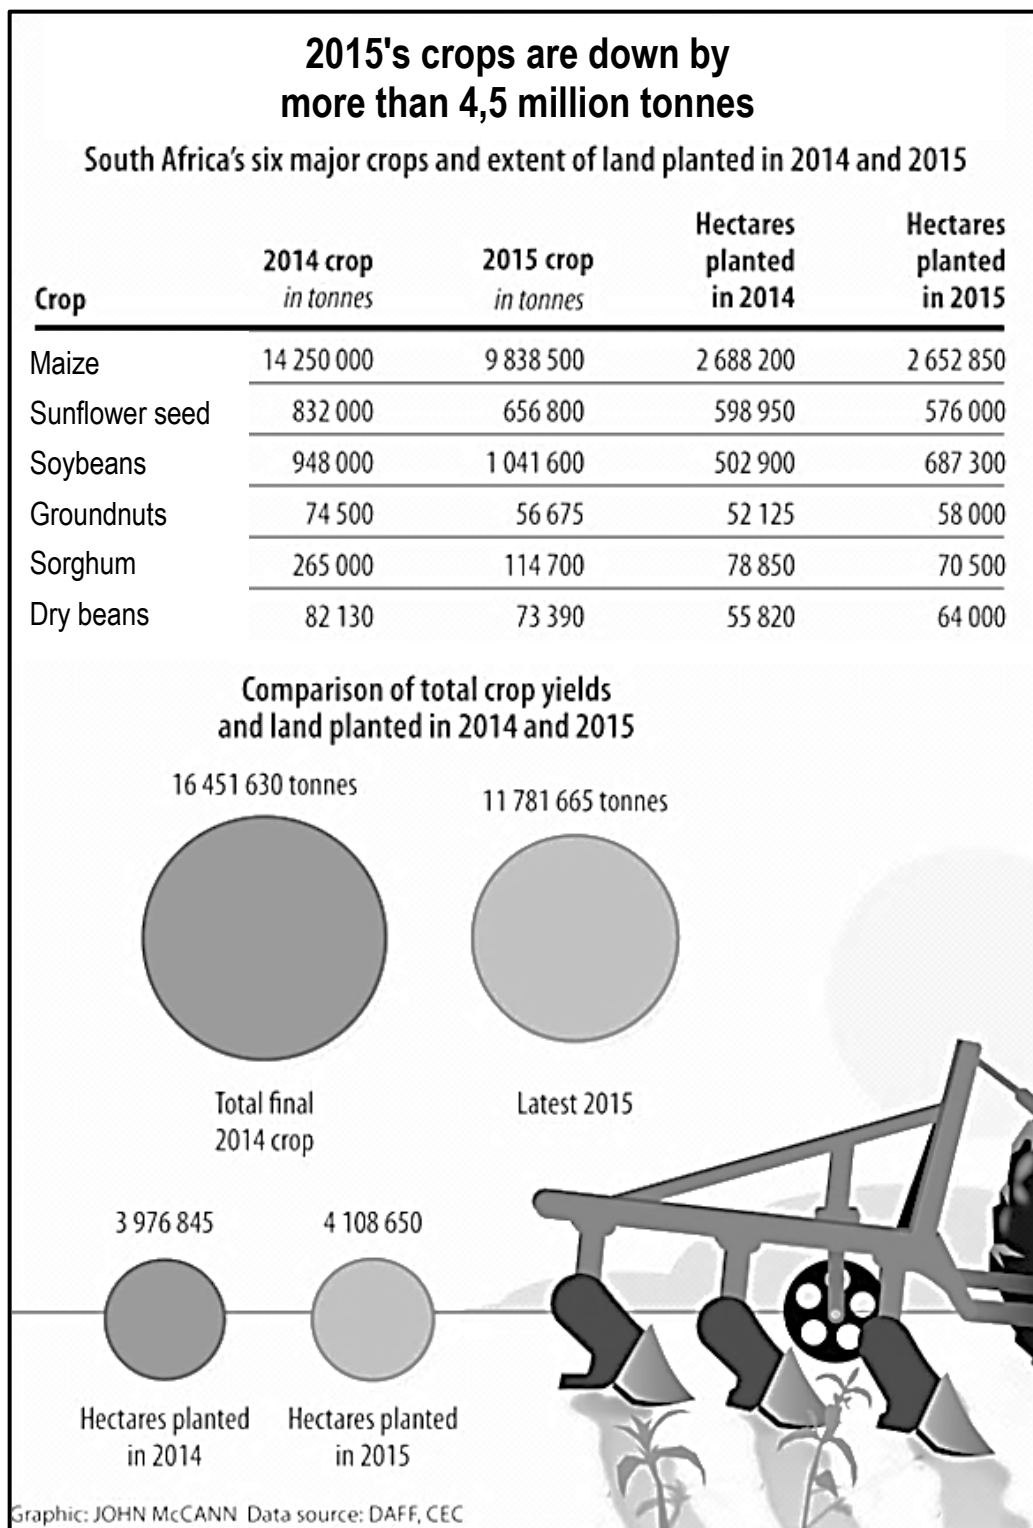 2015's crops are down by
more than 4,5 million tonnes
South Africa's six major crops and extent of land planted in 2014 and 2015
Crop 2014 crop in tonnes 2015 crop in tonnes Hectares planted in 2014 Hectares planted in 2015
Maize 14 250 000 9 838 500 2 688 200 2 652 850
Sunflower seed 832 000 656 800 598 950 576 000
Soybeans 948 000 1 041 600 502 900 687 300
Groundnuts 74 500 56 675 52 125 58 000
Sorghum 265 000 114 700 78 850 70 500
Dry beans 82 130 73 390 55 820 64 000
Comparison of total crop yields
and land planted in 2014 and 2015
16 451 630 tonnes
11 781 665 tonnes
Total final
2014 crop
Latest 2015
3 976 845
4 108 650
Hectares planted
in 2014
Hectares planted
in 2015
Graphic: JOHN McCANN Data source: DAFF, CEC